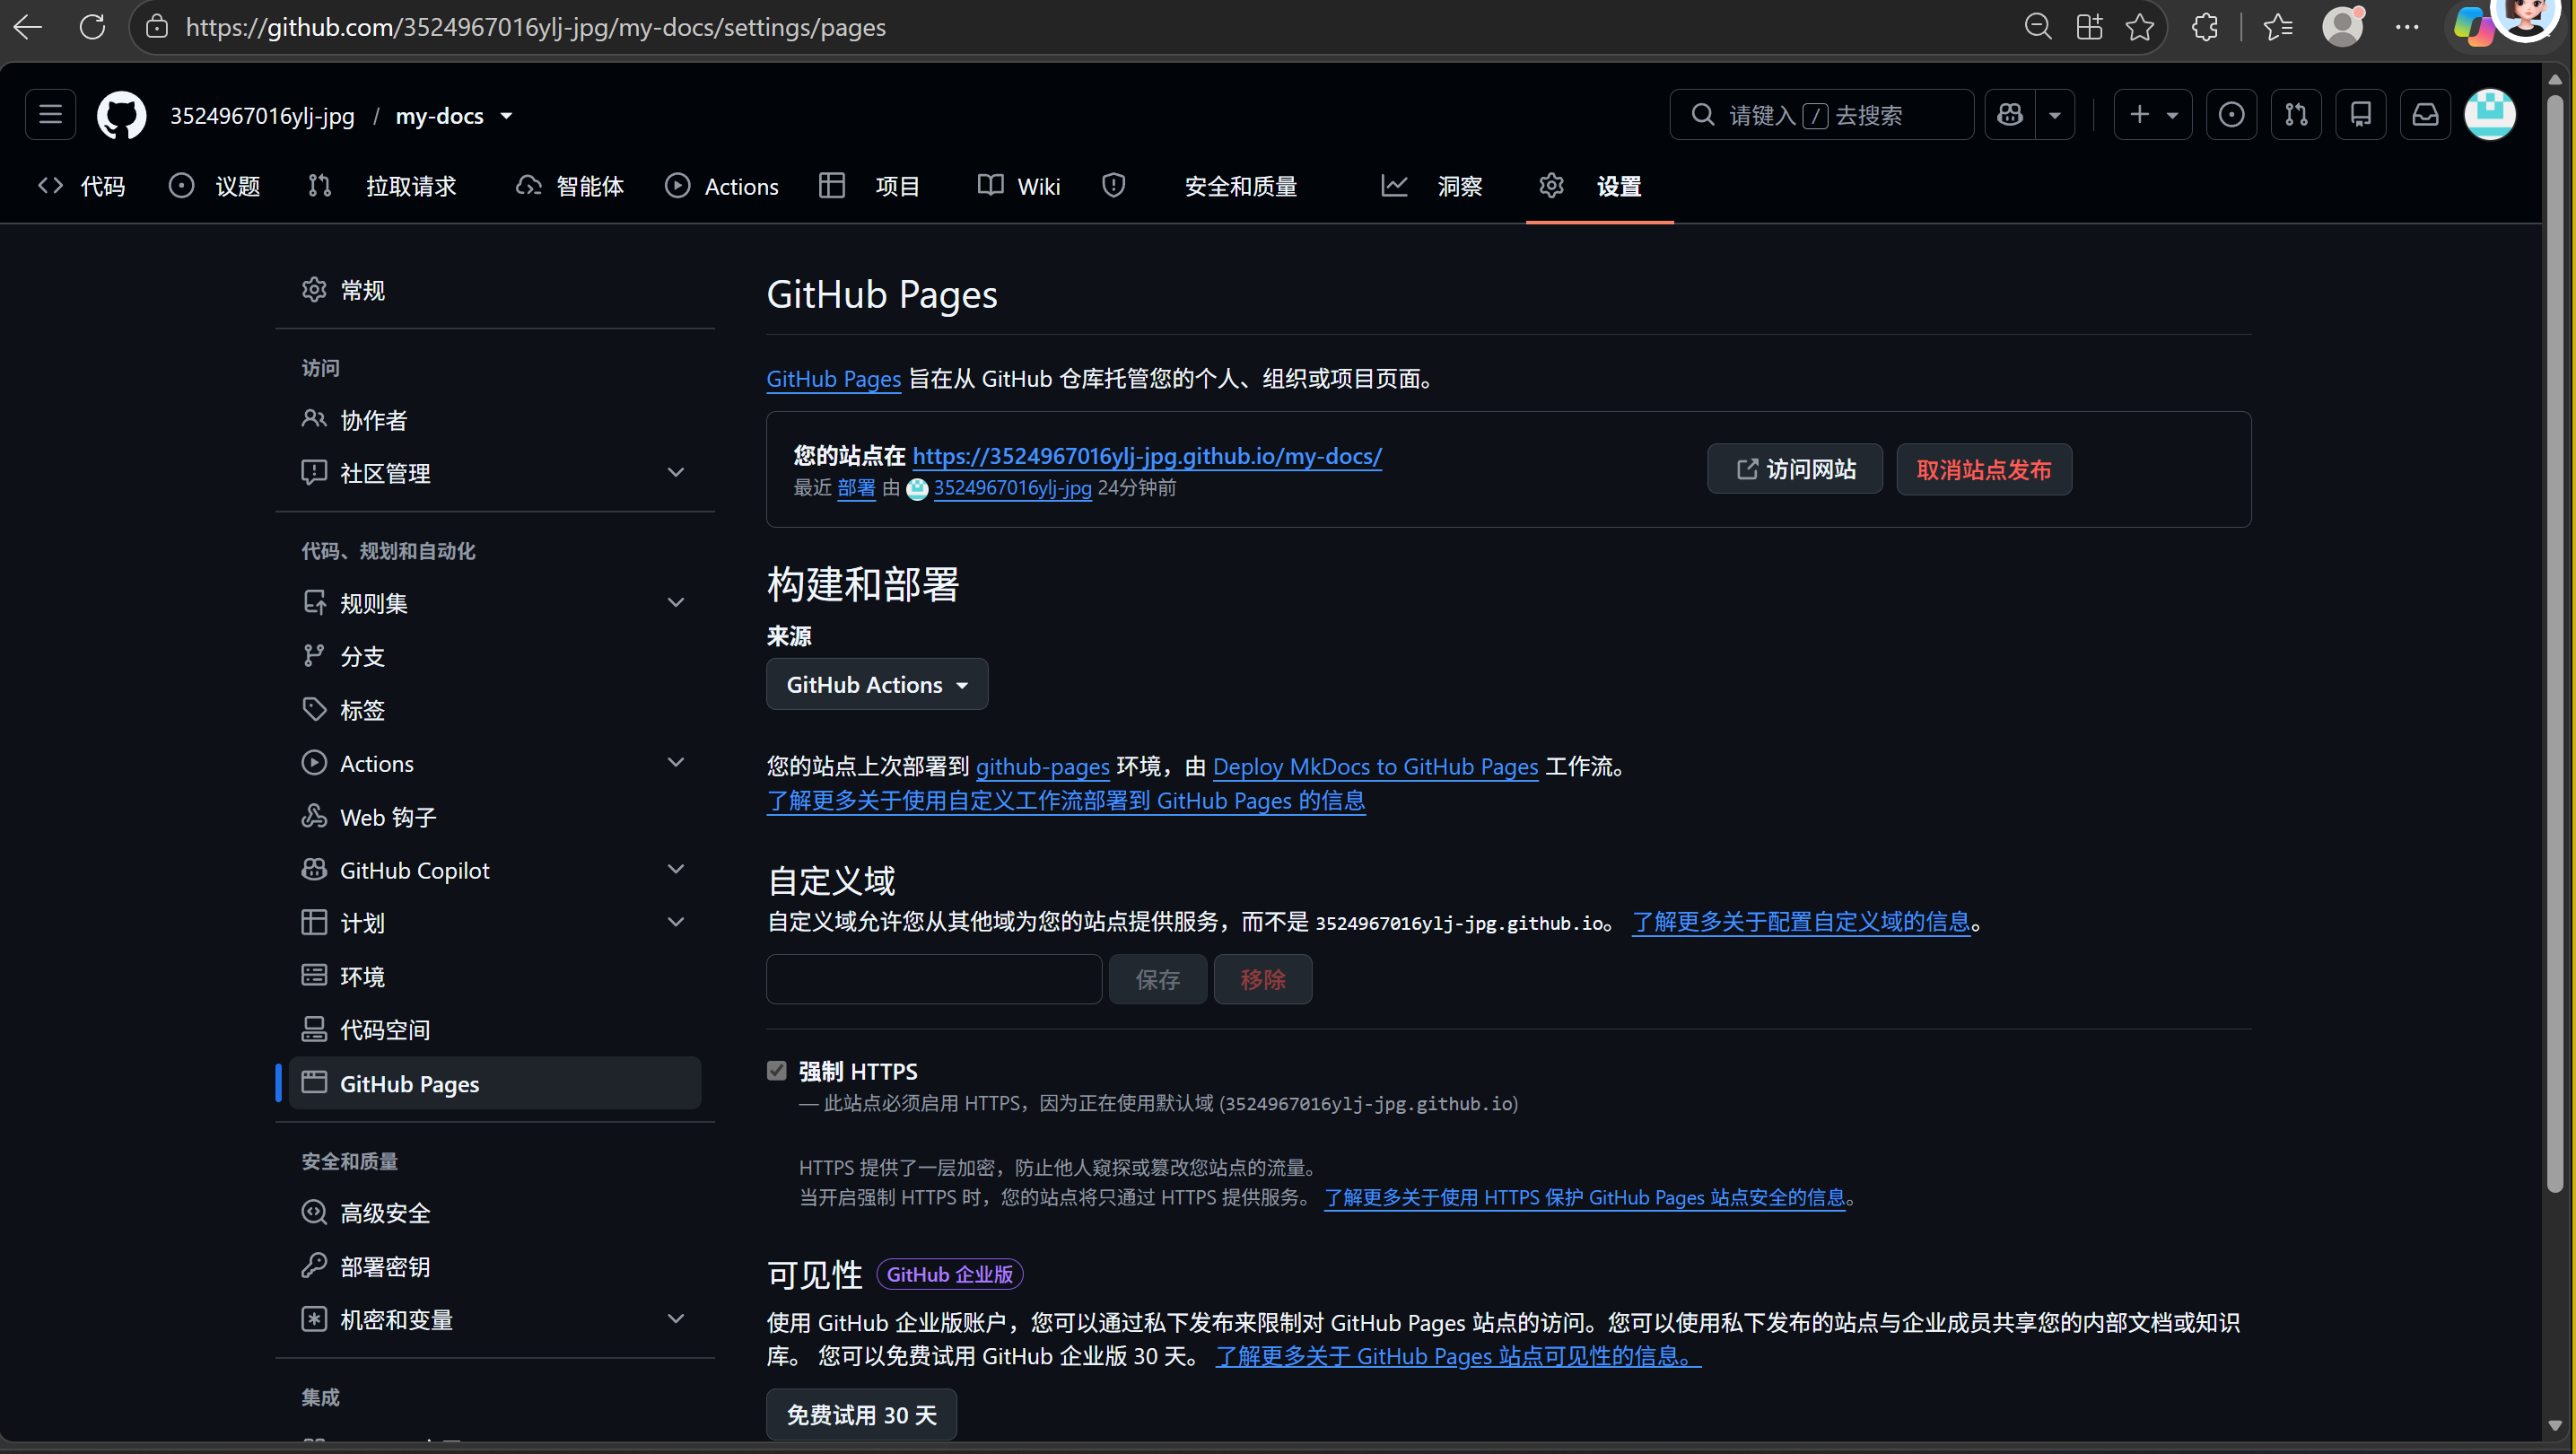 https://github.com/3524967016ylj-jpg/my-docs/settings/pages
3524967016ylj-jpg / my-docs
请键入 / 去搜索
代码 议题 拉取请求 智能体 Actions 项目 Wiki 安全和质量 洞察 设置
常规
访问
协作者
社区管理
代码、规划和自动化
规则集
分支
标签
Actions
Web 钩子
GitHub Copilot
计划
环境
代码空间
GitHub Pages
安全和质量
高级安全
部署密钥
机密和变量
集成
GitHub Pages
GitHub Pages 旨在从 GitHub 仓库托管您的个人、组织或项目页面。
您的站点在 https://3524967016ylj-jpg.github.io/my-docs/
最近 部署 由 3524967016ylj-jpg 24分钟前
访问网站
取消站点发布
构建和部署
来源
GitHub Actions
您的站点上次部署到 github-pages 环境，由 Deploy MkDocs to GitHub Pages 工作流。
了解更多关于使用自定义工作流部署到 GitHub Pages 的信息
自定义域
自定义域允许您从其他域为您的站点提供服务，而不是 3524967016ylj-jpg.github.io。 了解更多关于配置自定义域的信息。
保存 移除
强制 HTTPS
— 此站点必须启用 HTTPS，因为正在使用默认域 (3524967016ylj-jpg.github.io)
HTTPS 提供了一层加密，防止他人窥探或篡改您站点的流量。
当开启强制 HTTPS 时，您的站点将只通过 HTTPS 提供服务。 了解更多关于使用 HTTPS 保护 GitHub Pages 站点安全的信息。
可见性 GitHub 企业版
使用 GitHub 企业版账户，您可以通过私下发布来限制对 GitHub Pages 站点的访问。您可以使用私下发布的站点与企业成员共享您的内部文档或知识
库。 您可以免费试用 GitHub 企业版 30 天。 了解更多关于 GitHub Pages 站点可见性的信息。
免费试用 30 天